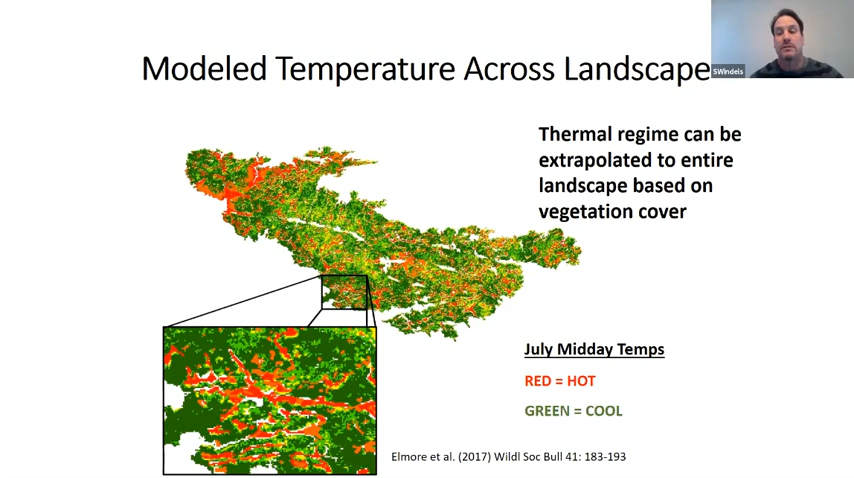 Modeled Temperature Across Landscape
SWindels
Thermal regime can be
extrapolated to entire
landscape based on
vegetation cover
July Midday Temps
RED = HOT
GREEN = COOL
Elmore et al. (2017) Wildl Soc Bull 41: 183-193